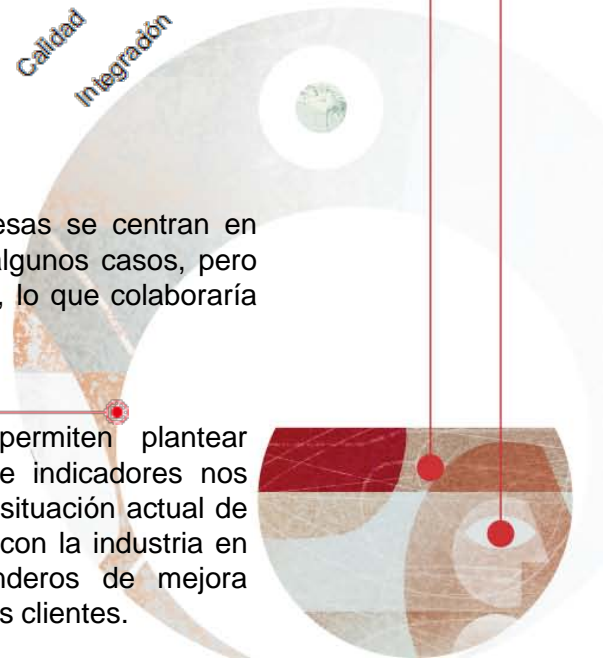 Calidad
Integración
esas se centran en
algunos casos, pero
, lo que colaboraría
permiten plantear
e indicadores nos
situación actual de
con la industria en
nderos de mejora
s clientes.